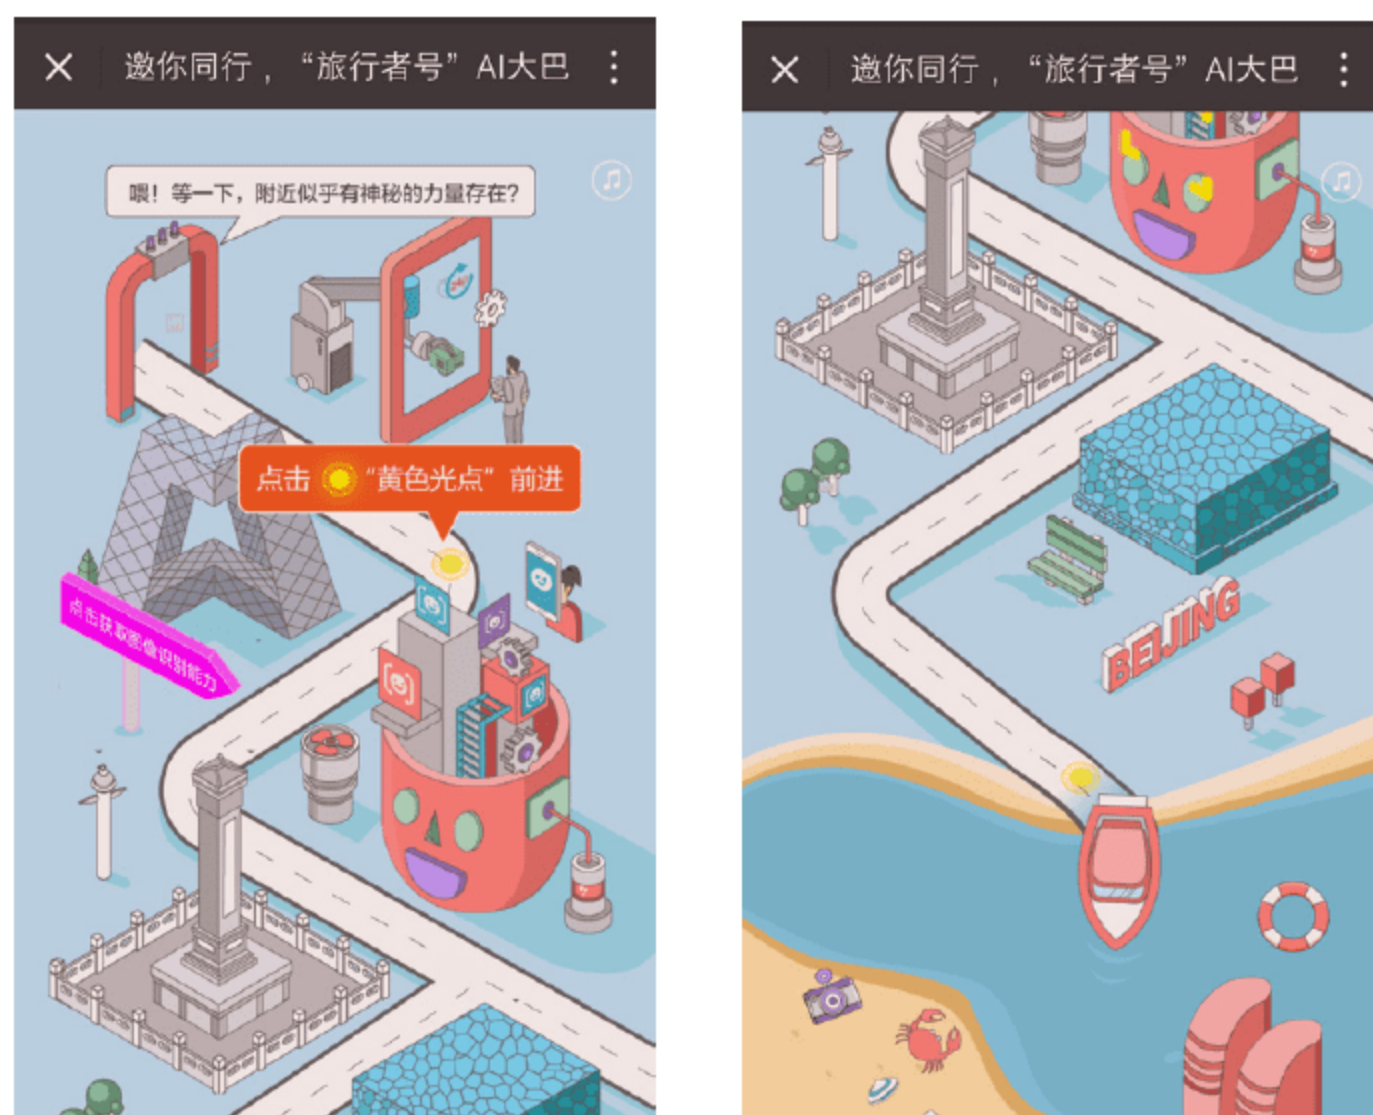 邀你同行，“旅行者号”AI大巴
喂！等一下，附近似乎有神秘的力量存在？
点击“黄色光点”前进
点击获取图像识别能力
邀你同行，“旅行者号”AI大巴
BEIJING